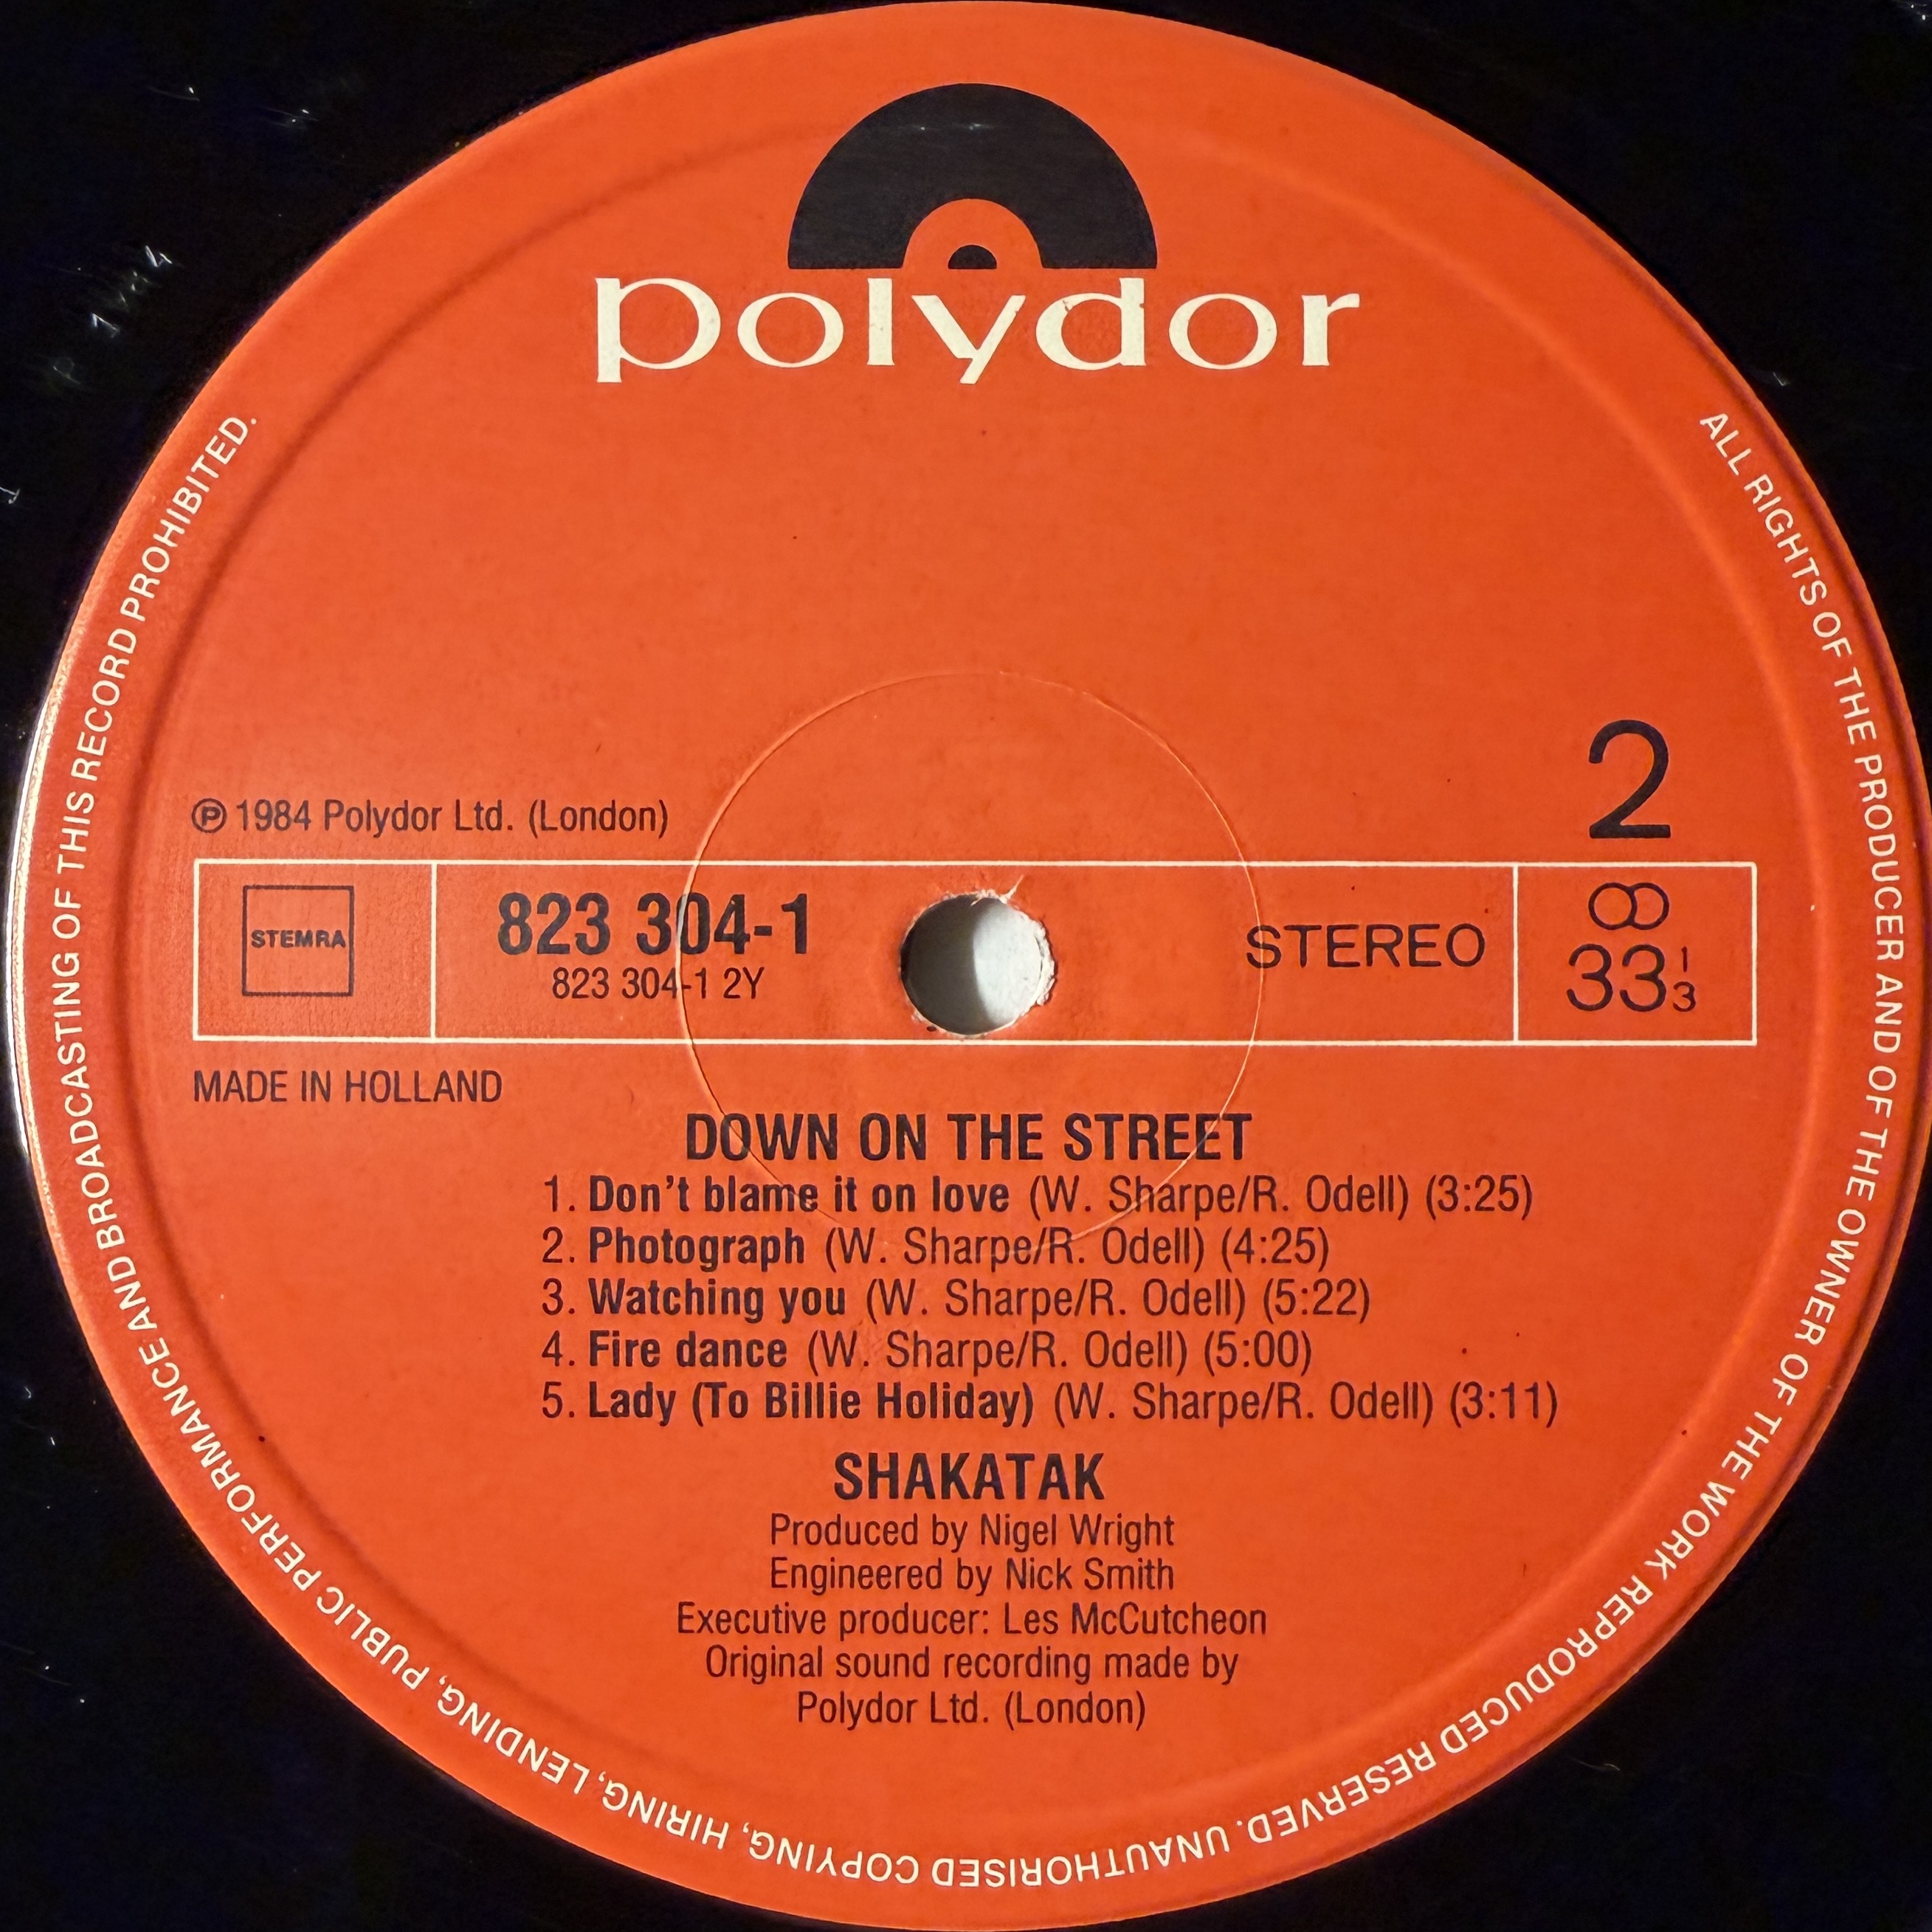 polydor
ALL RIGHTS OF THE PRODUCER AND OF THE OWNER OF THE WORK REPRODUCED RESERVED. UNAUTHORISED COPYING, HIRING, LENDING, PUBLIC PERFORMANCE AND BROADCASTING OF THIS RECORD PROHIBITED.
2
℗ 1984 Polydor Ltd. (London)
STEMRA
823 304-1
823 304-1 2Y
STEREO
33 1/3
MADE IN HOLLAND
DOWN ON THE STREET
1. Don't blame it on love (W. Sharpe/R. Odell) (3:25)
2. Photograph (W. Sharpe/R. Odell) (4:25)
3. Watching you (W. Sharpe/R. Odell) (5:22)
4. Fire dance (W. Sharpe/R. Odell) (5:00)
5. Lady (To Billie Holiday) (W. Sharpe/R. Odell) (3:11)
SHAKATAK
Produced by Nigel Wright
Engineered by Nick Smith
Executive producer: Les McCutcheon
Original sound recording made by
Polydor Ltd. (London)